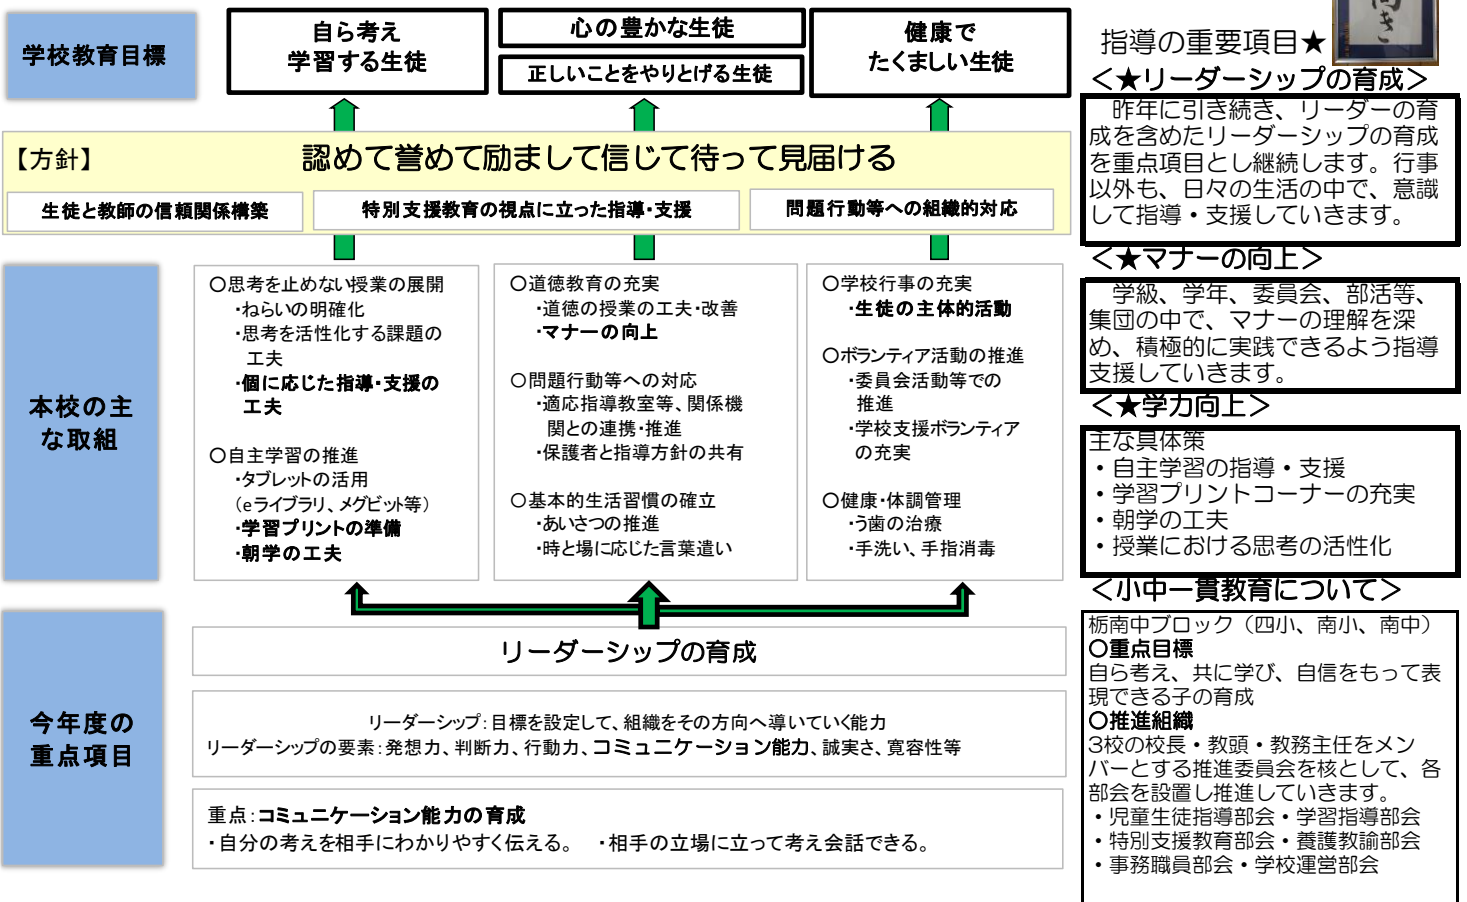 学校教育目標
自ら考え
学習する生徒
心の豊かな生徒
正しいことをやりとげる生徒
健康で
たくましい生徒
【方針】
認めて誉めて励まして信じて待って見届ける
生徒と教師の信頼関係構築
特別支援教育の視点に立った指導・支援
問題行動等への組織的対応
本校の主
な取組
○思考を止めない授業の展開
・ねらいの明確化
・思考を活性化する課題の
工夫
・個に応じた指導・支援の
工夫
○自主学習の推進
・タブレットの活用
（eライブラリ、メグビット等）
・学習プリントの準備
・朝学の工夫
○道徳教育の充実
・道徳の授業の工夫・改善
・マナーの向上
○問題行動等への対応
・適応指導教室等、関係機
関との連携・推進
・保護者と指導方針の共有
○基本的生活習慣の確立
・あいさつの推進
・時と場に応じた言葉遣い
○学校行事の充実
・生徒の主体的活動
○ボランティア活動の推進
・委員会活動等での
推進
・学校支援ボランティア
の充実
○健康・体調管理
・う歯の治療
・手洗い、手指消毒
今年度の
重点項目
リーダーシップの育成
リーダーシップ：目標を設定して、組織をその方向へ導いていく能力
リーダーシップの要素：発想力、判断力、行動力、コミュニケーション能力、誠実さ、寛容性等
重点：コミュニケーション能力の育成
・自分の考えを相手にわかりやすく伝える。　・相手の立場に立って考え会話できる。
向き
指導の重要項目★
＜★リーダーシップの育成＞
　昨年に引き続き、リーダーの育
成を含めたリーダーシップの育成
を重点項目とし継続します。行事
以外も、日々の生活の中で、意識
して指導・支援していきます。
＜★マナーの向上＞
　学級、学年、委員会、部活等、
集団の中で、マナーの理解を深
め、積極的に実践できるよう指導
支援していきます。
＜★学力向上＞
主な具体策
・自主学習の指導・支援
・学習プリントコーナーの充実
・朝学の工夫
・授業における思考の活性化
＜小中一貫教育について＞
栃南中ブロック（四小、南小、南中）
○重点目標
自ら考え、共に学び、自信をもって表
現できる子の育成
○推進組織
3校の校長・教頭・教務主任をメン
バーとする推進委員会を核として、各
部会を設置し推進していきます。
・児童生徒指導部会・学習指導部会
・特別支援教育部会・養護教諭部会
・事務職員部会・学校運営部会